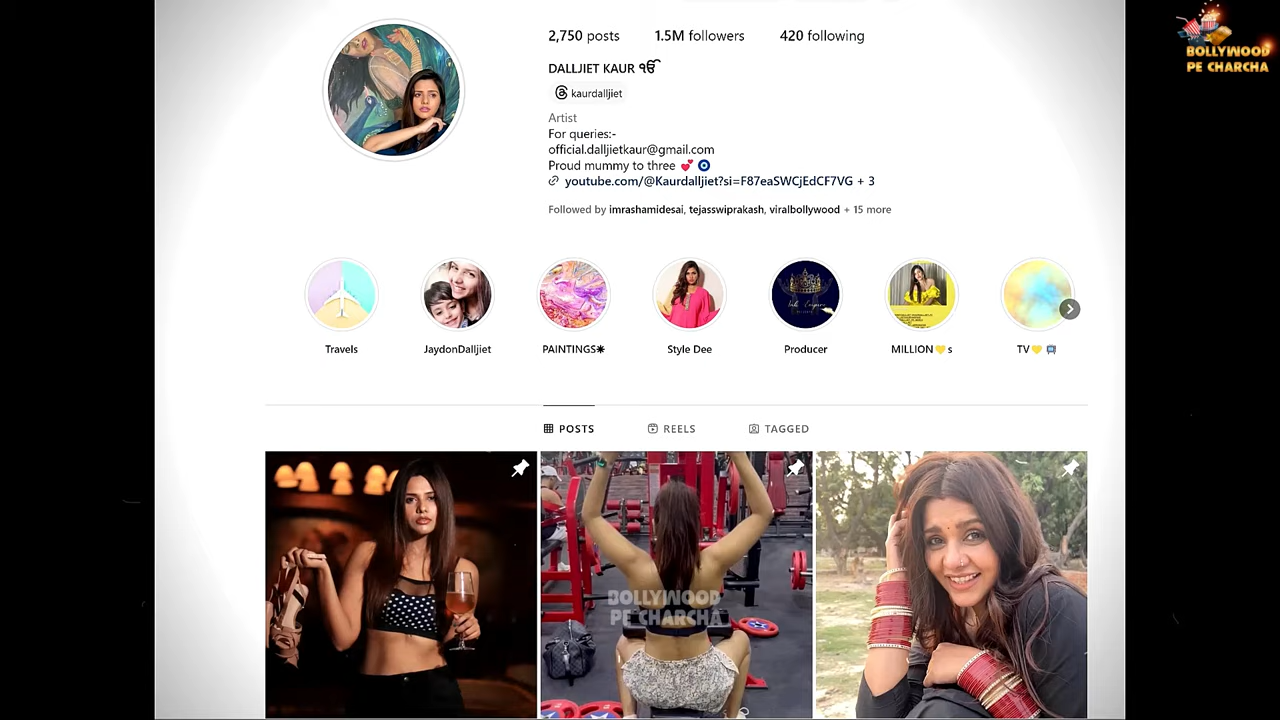 2,750 posts 1.5M followers 420 following
DALLJIET KAUR ੴ
kaurdalljiet
Artist
For queries:-
official.dalljietkaur@gmail.com
Proud mummy to three 💕 🧿
youtube.com/@Kaurdalljiet?si=F87eaSWCjEdCF7VG + 3
Followed by imrashamidesai, tejasswiprakash, viralbollywood + 15 more
Travels JaydonDalljiet PAINTINGS✳ Style Dee Producer MILLION💛s TV💛 📺
POSTS REELS TAGGED
BOLLYWOOD
PE CHARCHA
BOLLYWOOD
PE CHARCHA